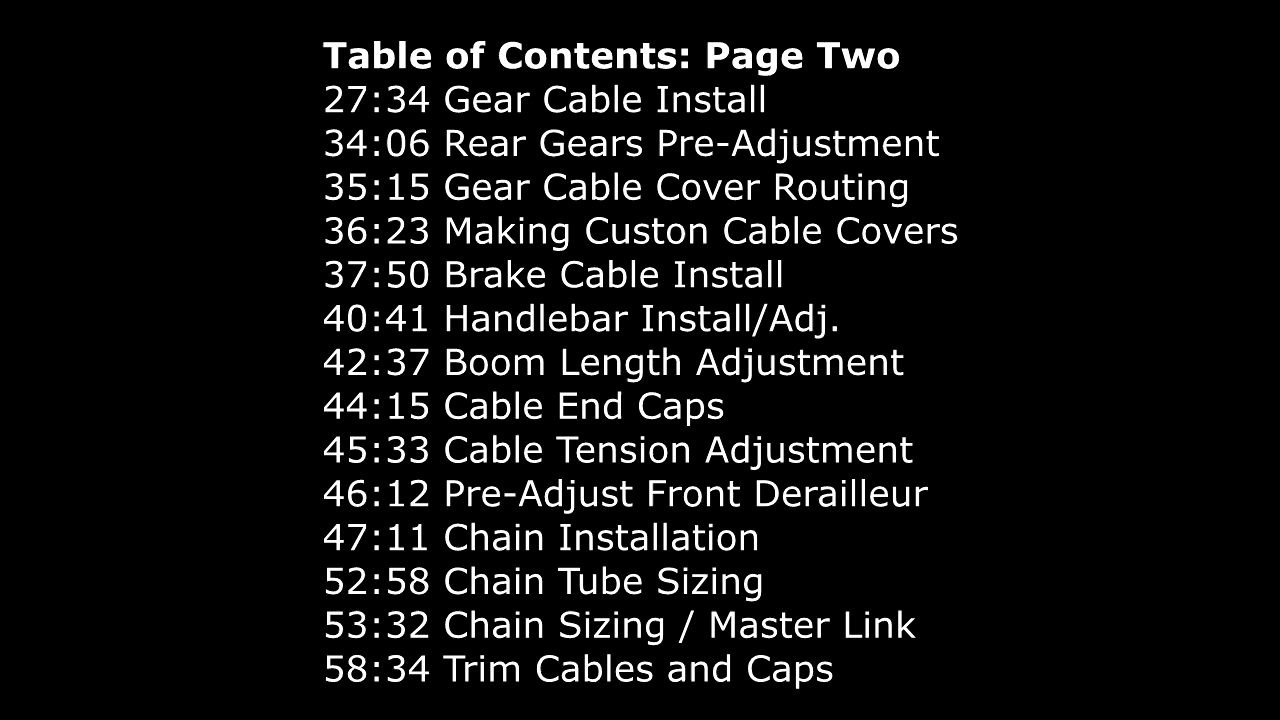 Table of Contents: Page Two
27:34 Gear Cable Install
34:06 Rear Gears Pre-Adjustment
35:15 Gear Cable Cover Routing
36:23 Making Custon Cable Covers
37:50 Brake Cable Install
40:41 Handlebar Install/Adj.
42:37 Boom Length Adjustment
44:15 Cable End Caps
45:33 Cable Tension Adjustment
46:12 Pre-Adjust Front Derailleur
47:11 Chain Installation
52:58 Chain Tube Sizing
53:32 Chain Sizing / Master Link
58:34 Trim Cables and Caps